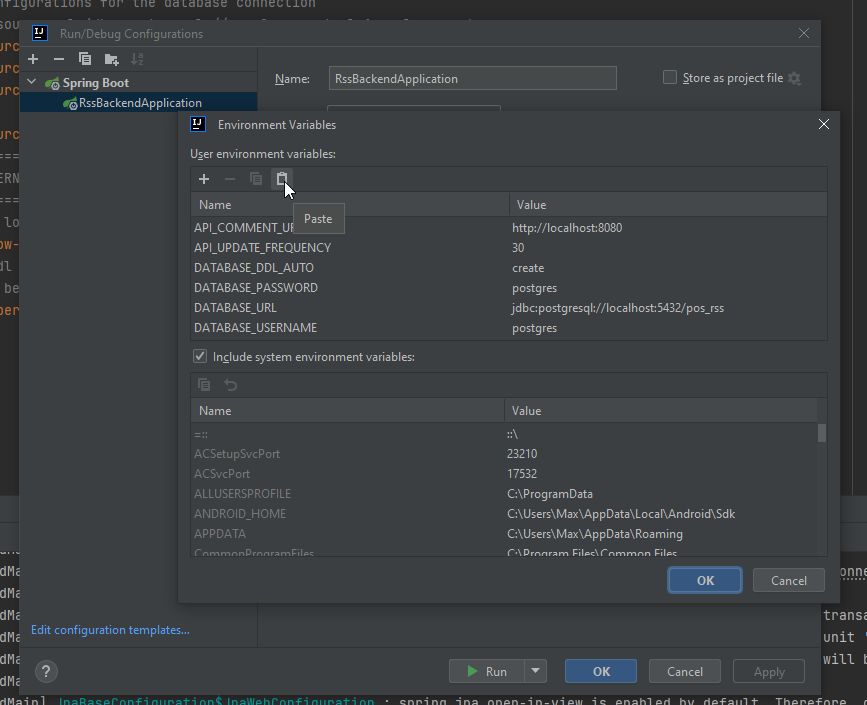 nfigurations for the database connection
Run/Debug Configurations
Spring Boot
RssBackendApplication
Name:
RssBackendApplication
Store as project file
Environment Variables
User environment variables:
Name Value
API_COMMENT_UR http://localhost:8080
Paste
API_UPDATE_FREQUENCY 30
DATABASE_DDL_AUTO create
DATABASE_PASSWORD postgres
DATABASE_URL jdbc:postgresql://localhost:5432/pos_rss
DATABASE_USERNAME postgres
Include system environment variables:
Name Value
=:: ::\
ACSetupSvcPort 23210
ACSvcPort 17532
ALLUSERSPROFILE C:\ProgramData
ANDROID_HOME C:\Users\Max\AppData\Local\Android\Sdk
APPDATA C:\Users\Max\AppData\Roaming
CommonProgramFiles C:\Program Files\Common Files
OK Cancel
Edit configuration templates...
? Run OK Cancel Apply
dMain] JpaBaseConfiguration$JpaWebConfiguration : spring.jpa.open-in-view is enabled by default. Therefore,